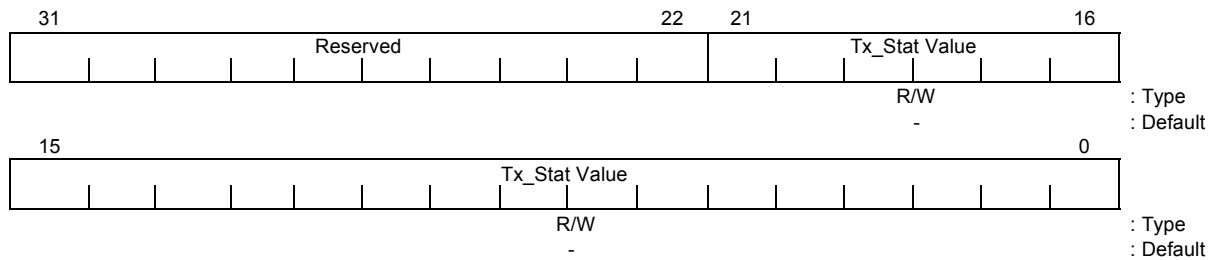 31 22 21 16
Reserved Tx_Stat Value
R/W : Type
- : Default
15 0
Tx_Stat Value
R/W : Type
- : Default